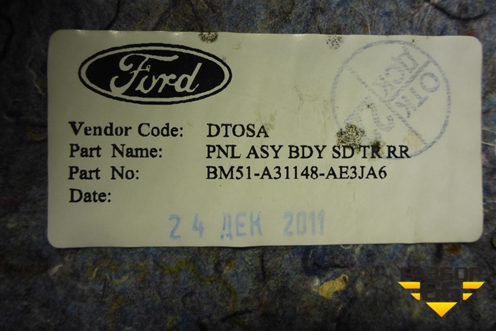 Ford
Vendor Code: DTOSA
Part Name: PNL ASY BDY SD TR RR
Part No: BM51-A31148-AE3JA6
Date:
24 ДЕК 2011
ОТК